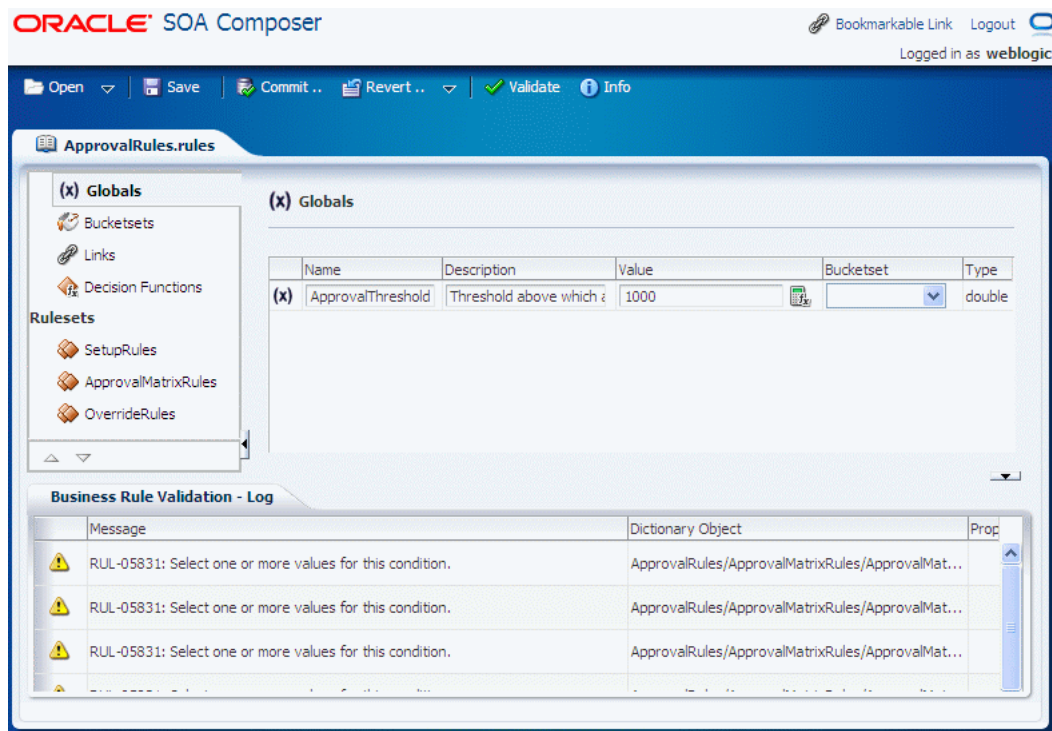 ORACLE SOA Composer
Bookmarkable Link Logout
Logged in as weblogic
Open Save Commit .. Revert .. Validate Info
ApprovalRules.rules
(x) Globals
Bucketsets
Links
Decision Functions
Rulesets
SetupRules
ApprovalMatrixRules
OverrideRules
(x) Globals
Name Description Value Bucketset Type
(x) ApprovalThreshold Threshold above which a 1000 double
Business Rule Validation - Log
Message Dictionary Object Prop
RUL-05831: Select one or more values for this condition. ApprovalRules/ApprovalMatrixRules/ApprovalMat...
RUL-05831: Select one or more values for this condition. ApprovalRules/ApprovalMatrixRules/ApprovalMat...
RUL-05831: Select one or more values for this condition. ApprovalRules/ApprovalMatrixRules/ApprovalMat...